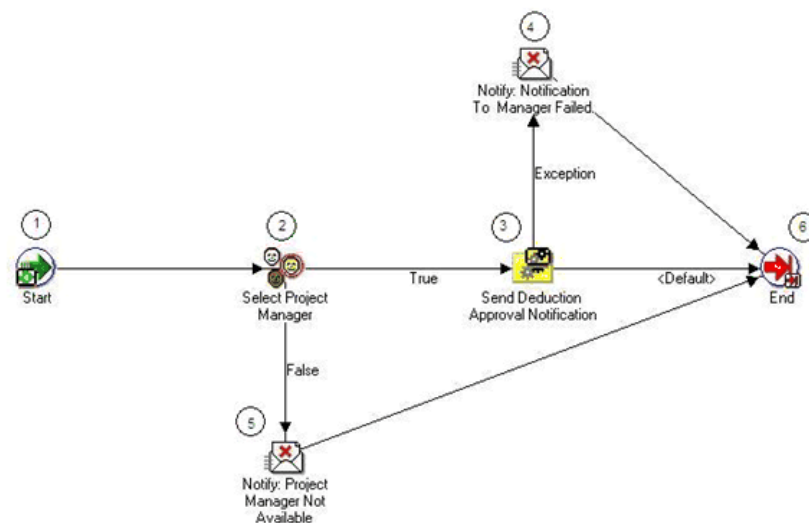 4
Notify: Notification
To Manager Failed
Exception
1
Start
2
Select Project
Manager
True
3
Send Deduction
Approval Notification
<Default>
6
End
False
5
Notify: Project
Manager Not
Available